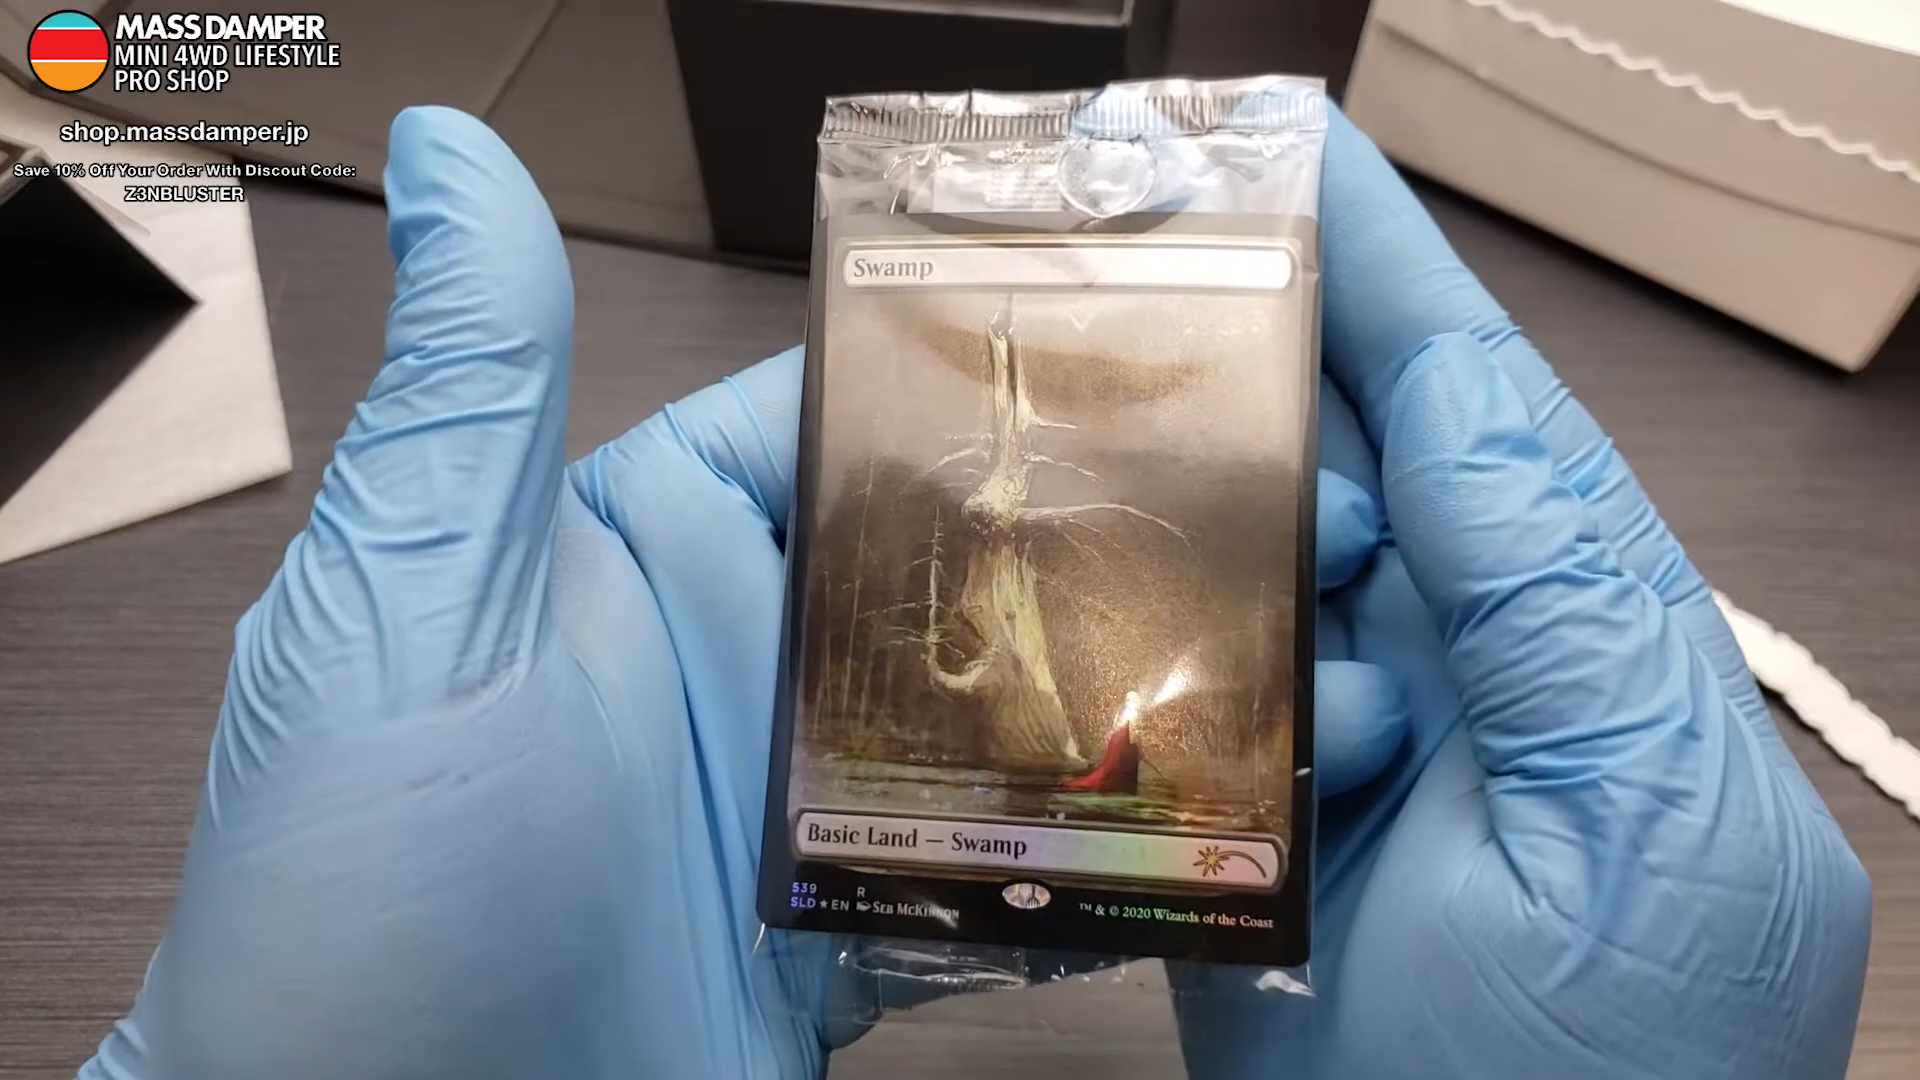 MASS DAMPER
MINI 4WD LIFESTYLE
PRO SHOP
shop.massdamper.jp
Save 10% Off Your Order With Discout Code:
Z3NBLUSTER
Swamp
Basic Land — Swamp
539 R
SLD ★ EN SEB MCKINNON
™ & © 2020 Wizards of the Coast